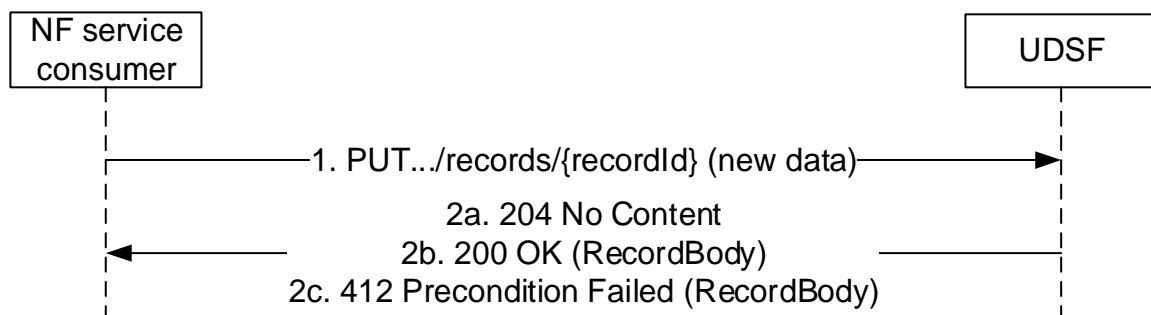 NF service
consumer
UDSF
1. PUT.../records/{recordId} (new data)
2a. 204 No Content
2b. 200 OK (RecordBody)
2c. 412 Precondition Failed (RecordBody)